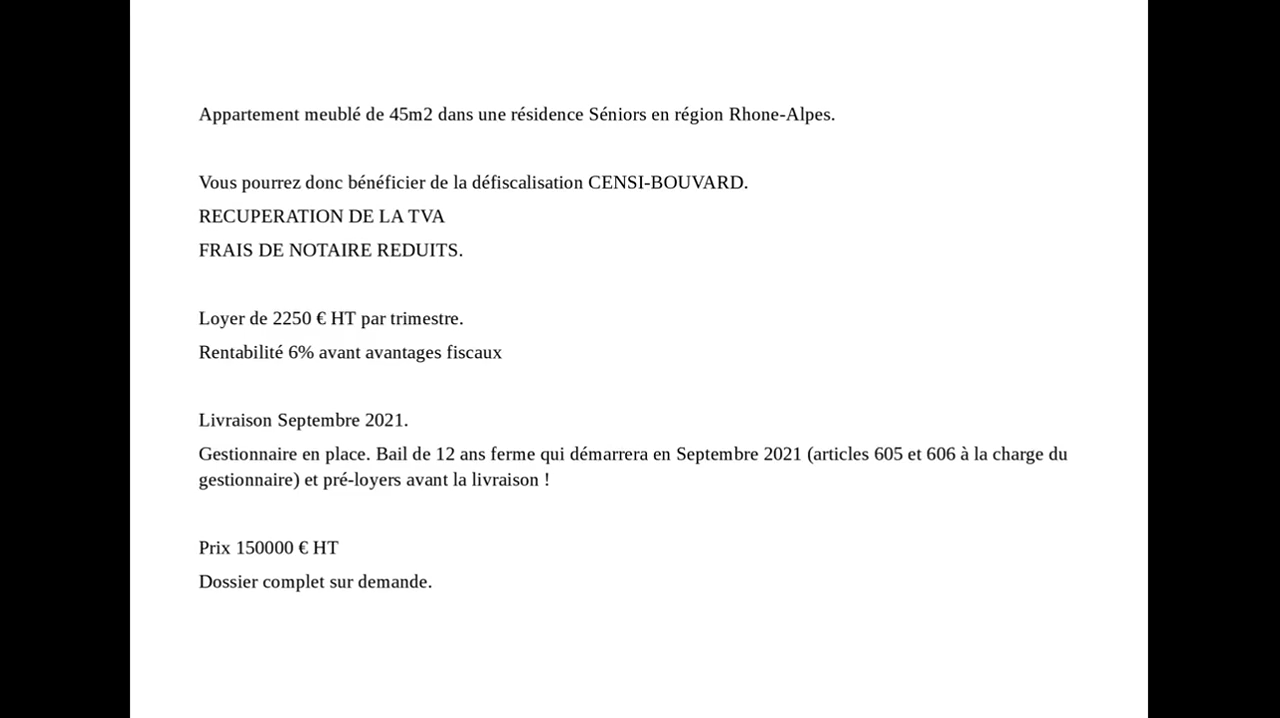 Appartement meublé de 45m2 dans une résidence Séniors en région Rhone-Alpes.
Vous pourrez donc bénéficier de la défiscalisation CENSI-BOUVARD.
RECUPERATION DE LA TVA
FRAIS DE NOTAIRE REDUITS.
Loyer de 2250 € HT par trimestre.
Rentabilité 6% avant avantages fiscaux
Livraison Septembre 2021.
Gestionnaire en place. Bail de 12 ans ferme qui démarrera en Septembre 2021 (articles 605 et 606 à la charge du
gestionnaire) et pré-loyers avant la livraison !
Prix 150000 € HT
Dossier complet sur demande.